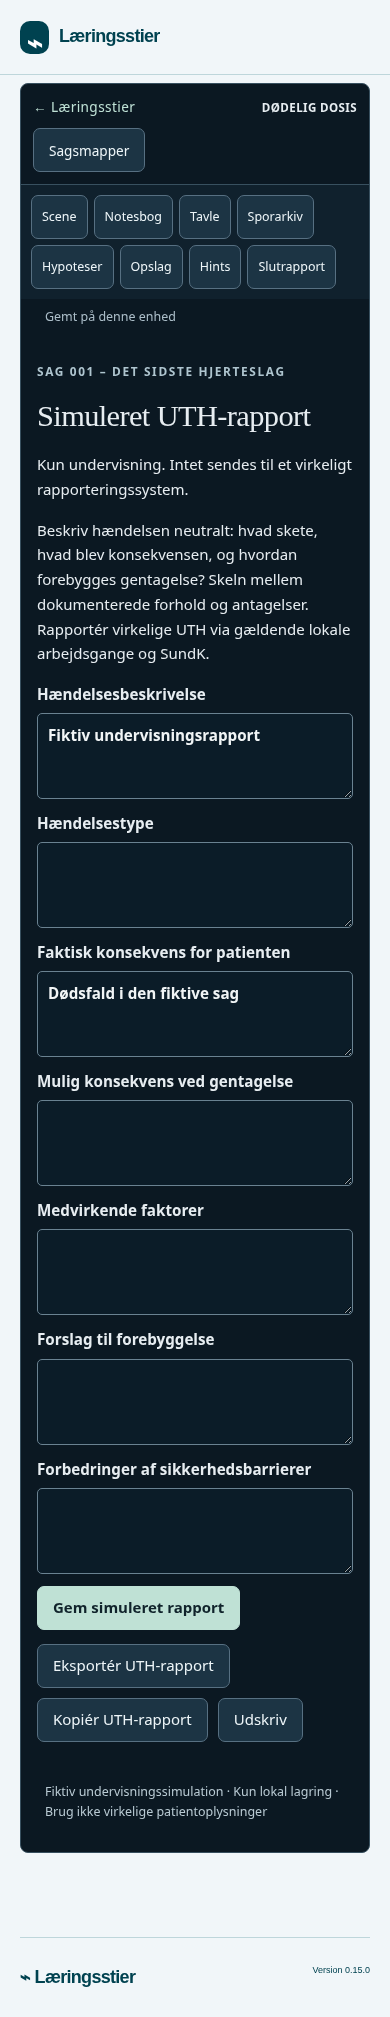 Læringsstier
← Læringsstier
DØDELIG DOSIS
Sagsmapper
Scene
Notesbog
Tavle
Sporarkiv
Hypoteser
Opslag
Hints
Slutrapport
Gemt på denne enhed
SAG 001 – DET SIDSTE HJERTESLAG
Simuleret UTH-rapport
Kun undervisning. Intet sendes til et virkeligt
rapporteringssystem.
Beskriv hændelsen neutralt: hvad skete,
hvad blev konsekvensen, og hvordan
forebygges gentagelse? Skeln mellem
dokumenterede forhold og antagelser.
Rapportér virkelige UTH via gældende lokale
arbejdsgange og SundK.
Hændelsesbeskrivelse
Fiktiv undervisningsrapport
Hændelsestype
Faktisk konsekvens for patienten
Dødsfald i den fiktive sag
Mulig konsekvens ved gentagelse
Medvirkende faktorer
Forslag til forebyggelse
Forbedringer af sikkerhedsbarrierer
Gem simuleret rapport
Eksportér UTH-rapport
Kopiér UTH-rapport
Udskriv
Fiktiv undervisningssimulation · Kun lokal lagring ·
Brug ikke virkelige patientoplysninger
Læringsstier
Version 0.15.0